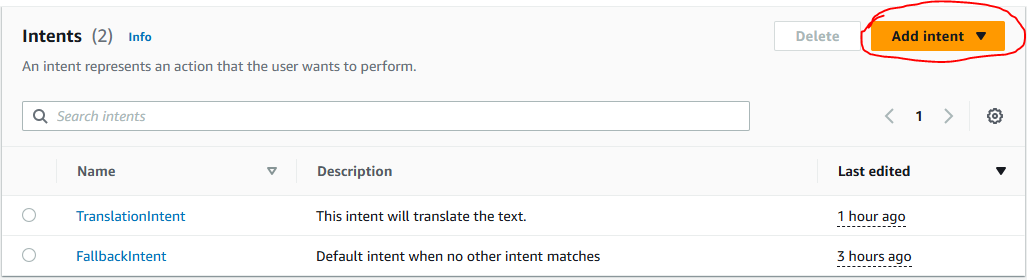 Intents (2) Info Delete Add intent
An intent represents an action that the user wants to perform.
Search intents 1
Name Description Last edited
TranslationIntent This intent will translate the text. 1 hour ago
FallbackIntent Default intent when no other intent matches 3 hours ago